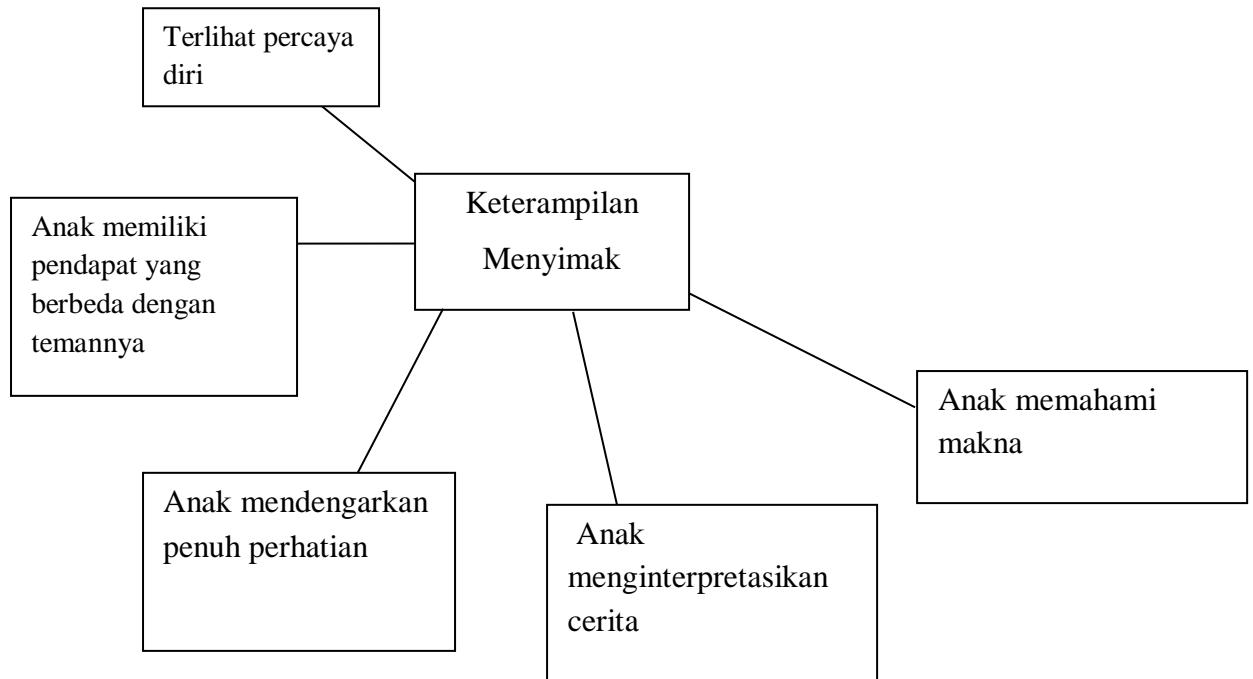 Terlihat percaya
diri
Keterampilan
Menyimak
Anak memiliki
pendapat yang
berbeda dengan
temannya
Anak memahami
makna
Anak mendengarkan
penuh perhatian
Anak
menginterpretasikan
cerita